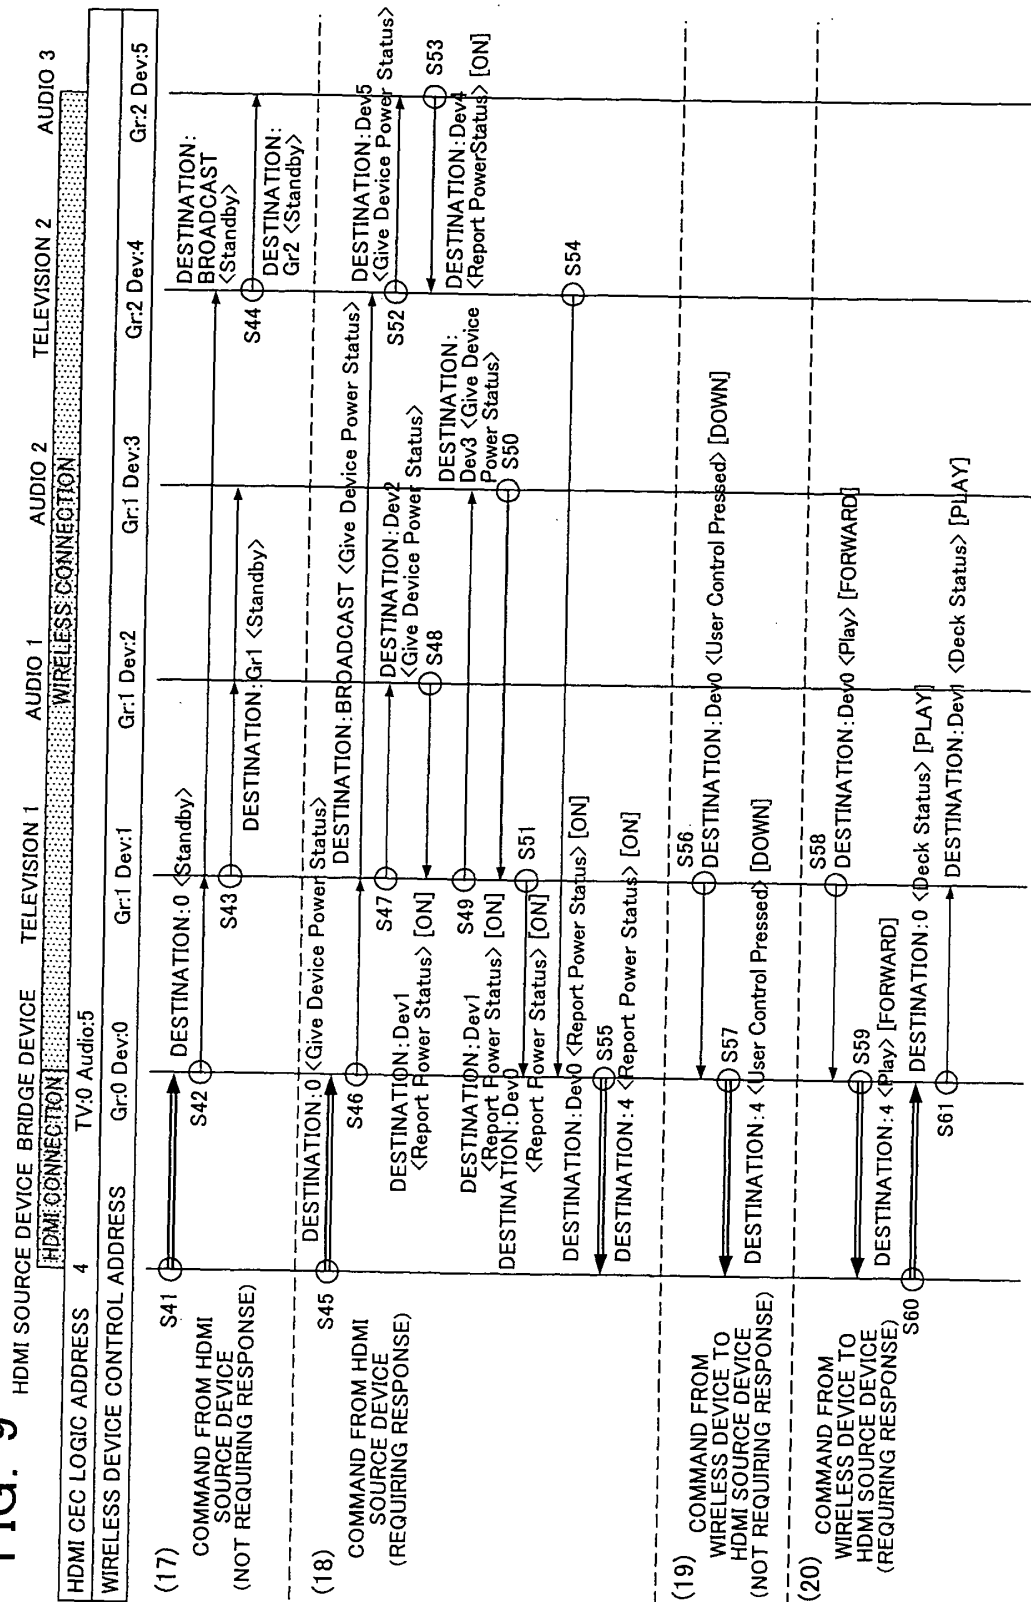 FIG. 9
HDMI SOURCE DEVICE BRIDGE DEVICE TELEVISION 1 AUDIO 1 AUDIO 2 TELEVISION 2 AUDIO 3
HDMI CONNECTION WIRELESS CONNECTION
HDMI CEC LOGIC ADDRESS 4 TV:0 Audio:5
WIRELESS DEVICE CONTROL ADDRESS Gr:0 Dev:0 Gr:1 Dev:1 Gr:1 Dev:2 Gr:1 Dev:3 Gr:2 Dev:4 Gr:2 Dev:5
(17)
COMMAND FROM HDMI
SOURCE DEVICE
(NOT REQUIRING RESPONSE)
S41
S42
DESTINATION:0 <Standby>
S43
DESTINATION:Gr1 <Standby>
DESTINATION:
BROADCAST
<Standby>
S44
DESTINATION:
Gr2 <Standby>
(18)
COMMAND FROM HDMI
SOURCE DEVICE
(REQUIRING RESPONSE)
S45
DESTINATION:0 <Give Device Power Status>
S46
DESTINATION:BROADCAST <Give Device Power Status>
S47
DESTINATION:Dev2
<Give Device Power Status>
S48
DESTINATION:Dev1
<Report Power Status> [ON]
S49
DESTINATION:
Dev3 <Give Device
Power Status>
S50
DESTINATION:Dev1
<Report Power Status> [ON]
S51
DESTINATION:Dev0
<Report Power Status> [ON]
S52
DESTINATION:Dev5
<Give Device Power Status>
S53
DESTINATION:Dev4
<Report PowerStatus> [ON]
S54
DESTINATION:Dev0 <Report Power Status> [ON]
S55
DESTINATION:4 <Report Power Status> [ON]
(19)
COMMAND FROM
WIRELESS DEVICE TO
HDMI SOURCE DEVICE
(NOT REQUIRING RESPONSE)
S56
DESTINATION:Dev0 <User Control Pressed> [DOWN]
S57
DESTINATION:4 <User Control Pressed> [DOWN]
(20)
COMMAND FROM
WIRELESS DEVICE TO
HDMI SOURCE DEVICE
(REQUIRING RESPONSE)
S58
DESTINATION:Dev0 <Play> [FORWARD]
S59
DESTINATION:4 <Play> [FORWARD]
S60
DESTINATION:0 <Deck Status> [PLAY]
S61
DESTINATION:Dev1 <Deck Status> [PLAY]